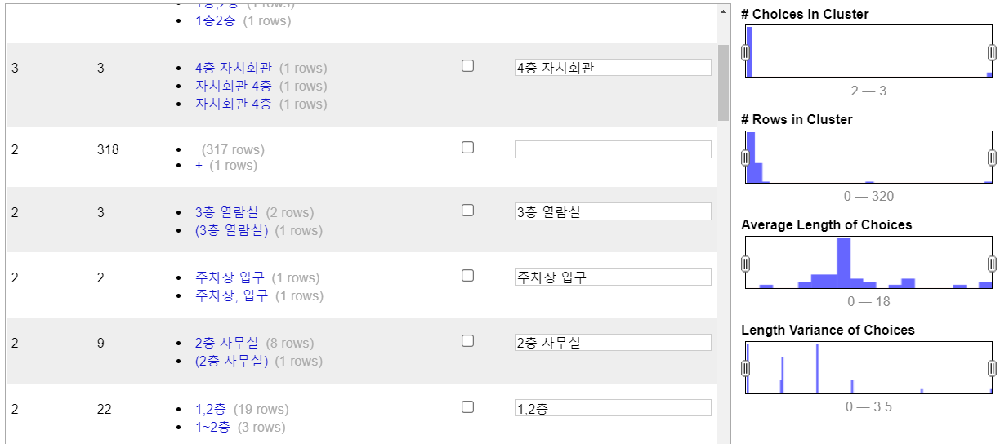 1층,2층 (1 rows)
1층2층 (1 rows)
3 3 4층 자치회관 (1 rows) 4층 자치회관
자치회관 4층 (1 rows)
자치회관 4층 (1 rows)
2 318 (317 rows)
+ (1 rows)
2 3 3층 열람실 (2 rows) 3층 열람실
(3층 열람실) (1 rows)
2 2 주차장 입구 (1 rows) 주차장 입구
주차장, 입구 (1 rows)
2 9 2층 사무실 (8 rows) 2층 사무실
(2층 사무실) (1 rows)
2 22 1,2층 (19 rows) 1,2층
1~2층 (3 rows)
# Choices in Cluster
2 — 3
# Rows in Cluster
0 — 320
Average Length of Choices
0 — 18
Length Variance of Choices
0 — 3.5